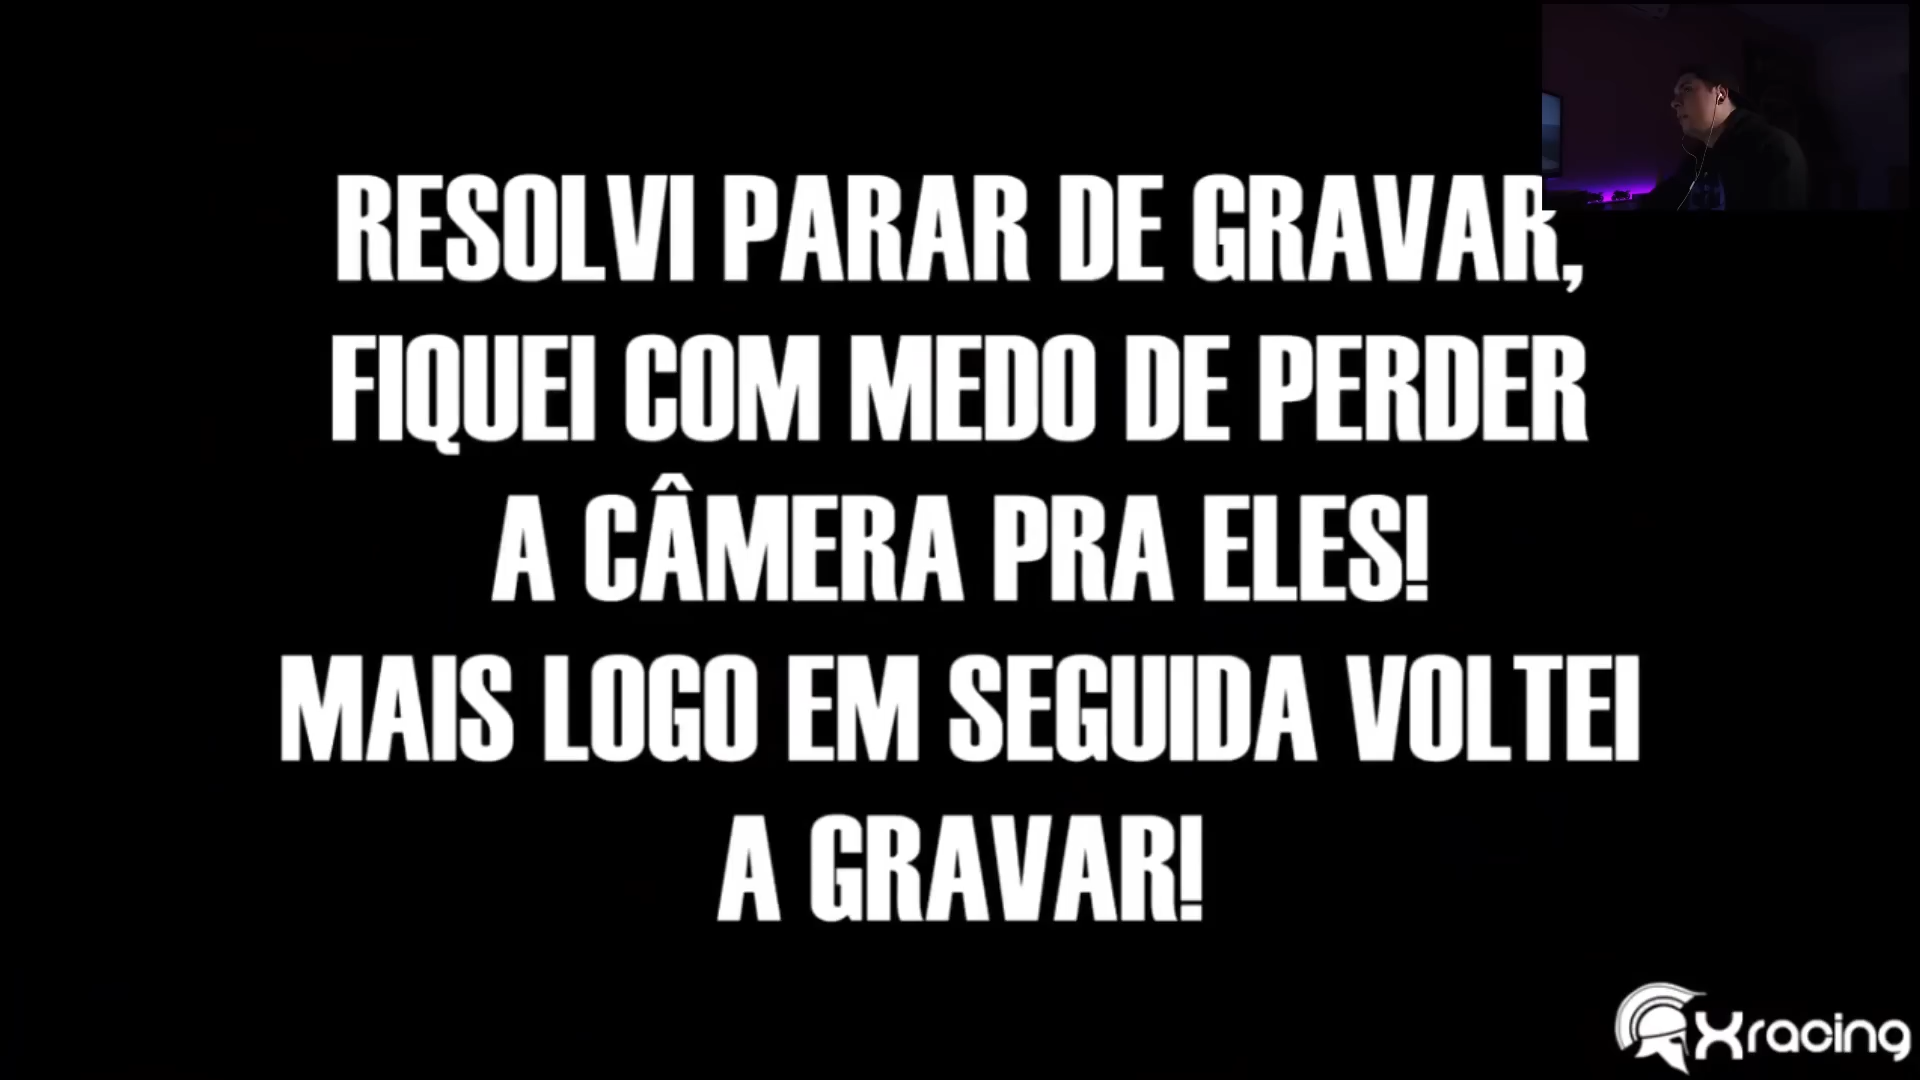 RESOLVI PARAR DE GRAVAR,
FIQUEI COM MEDO DE PERDER
A CÂMERA PRA ELES!
MAIS LOGO EM SEGUIDA VOLTEI
A GRAVAR!
Xracing